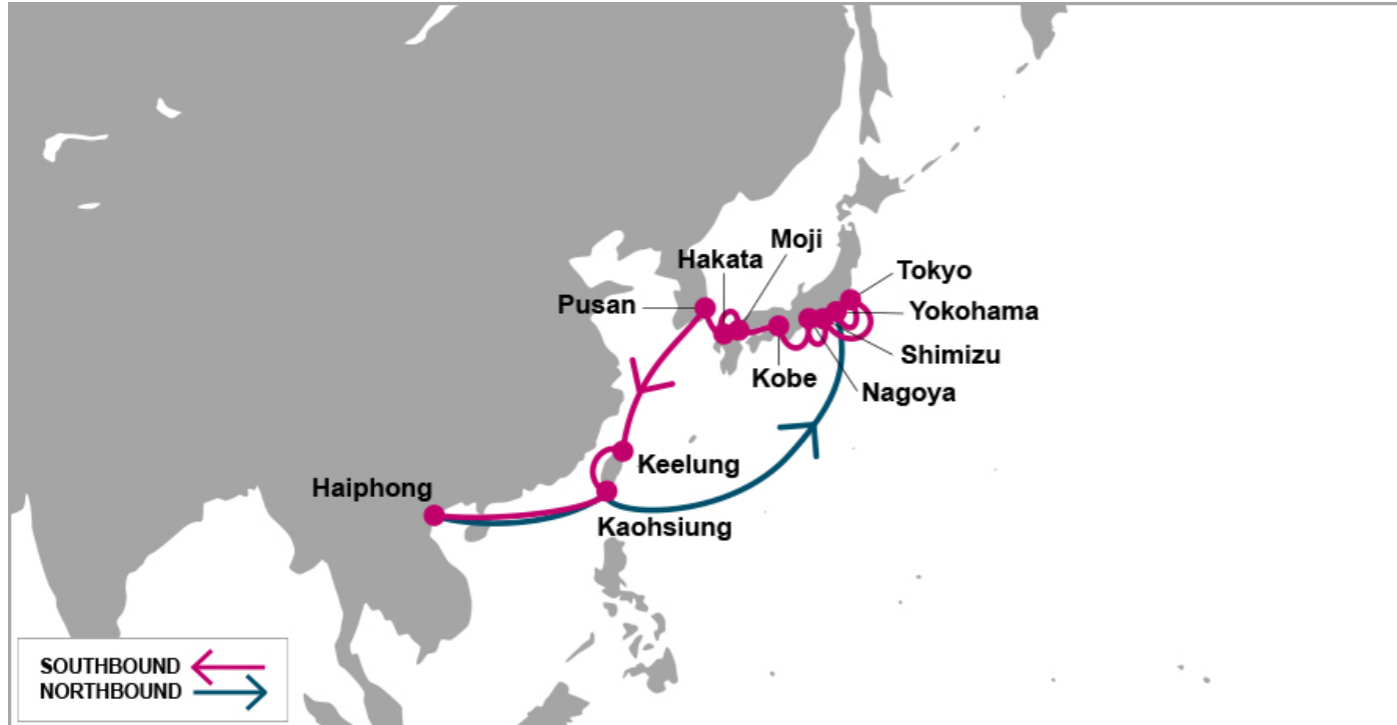 Moji
Hakata
Tokyo
Pusan
Yokohama
Shimizu
Kobe
Nagoya
Keelung
Haiphong
Kaohsiung
SOUTHBOUND
NORTHBOUND